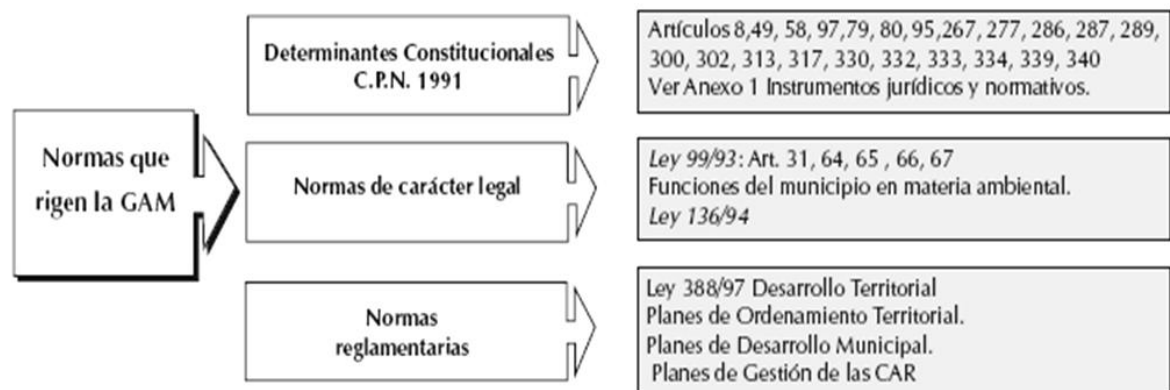 Normas que
rigen la GAM
Determinantes Constitucionales
C.P.N. 1991
Artículos 8,49, 58, 97,79, 80, 95,267, 277, 286, 287, 289,
300, 302, 313, 317, 330, 332, 333, 334, 339, 340
Ver Anexo 1 Instrumentos jurídicos y normativos.
Normas de carácter legal
Ley 99/93: Art. 31, 64, 65 , 66, 67
Funciones del municipio en materia ambiental.
Ley 136/94
Normas
reglamentarias
Ley 388/97 Desarrollo Territorial
Planes de Ordenamiento Territorial.
Planes de Desarrollo Municipal.
Planes de Gestión de las CAR